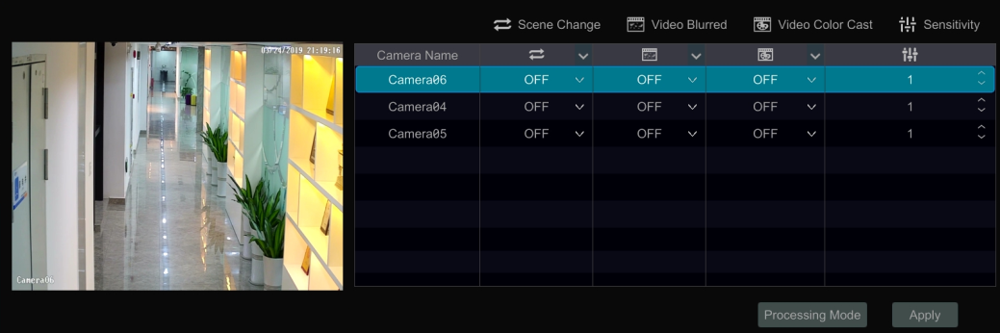 Scene Change Video Blurred Video Color Cast Sensitivity
03/24/2019 21:19:16
Camera Name
Camera06 OFF OFF OFF 1
Camera04 OFF OFF OFF 1
Camera05 OFF OFF OFF 1
Camera06
Processing Mode Apply